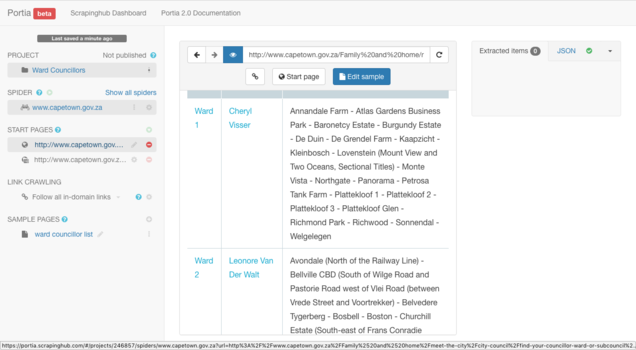 Portia beta Scrapinghub Dashboard Portia 2.0 Documentation
Last saved a minute ago
PROJECT Not published
Ward Councillors
SPIDER Show all spiders
www.capetown.gov.za
START PAGES
http://www.capetown.gov....
http://www.capetown.gov.z...
LINK CRAWLING
Follow all in-domain links
SAMPLE PAGES
ward councillor list
http://www.capetown.gov.za/Family%20and%20home/r
Start page Edit sample
Extracted items 0 JSON
Ward 1
Cheryl Visser
Annandale Farm - Atlas Gardens Business
Park - Baronetcy Estate - Burgundy Estate
- De Duin - De Grendel Farm - Kaapzicht -
Kleinbosch - Lovenstein (Mount View and
Two Oceans, Sectional Titles) - Monte
Vista - Northgate - Panorama - Petrosa
Tank Farm - Plattekloof 1 - Plattekloof 2 -
Plattekloof 3 - Plattekloof Glen -
Richmond Park - Richwood - Sonnendal -
Welgelegen
Ward 2
Leonore Van Der Walt
Avondale (North of the Railway Line) -
Bellville CBD (South of Wilge Road and
Pastorie Road west of Vlei Road (between
Vrede Street and Voortrekker) - Belvedere
Tygerberg - Bosbell - Boston - Churchill
Estate (South-east of Frans Conradie
https://portia.scrapinghub.com/#/projects/246857/spiders/www.capetown.gov.za?url=http%3A%2F%2Fwww.capetown.gov.za%2FFamily%2520and%2520home%2Fmeet-the-city%2Fcity-council%2Ffind-your-councillor-ward-or-subcouncil%2...